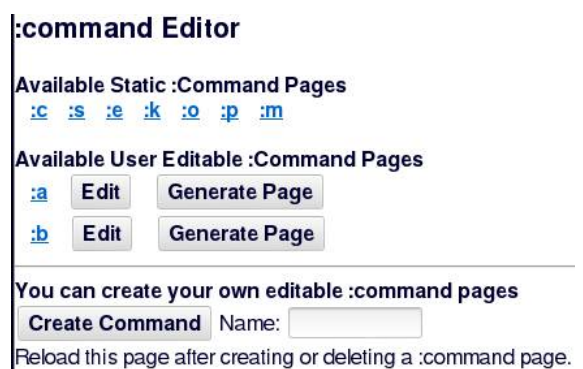 :command Editor
Available Static :Command Pages
:c :s :e :k :o :p :m
Available User Editable :Command Pages
:a Edit Generate Page
:b Edit Generate Page
You can create your own editable :command pages
Create Command Name:
Reload this page after creating or deleting a :command page.